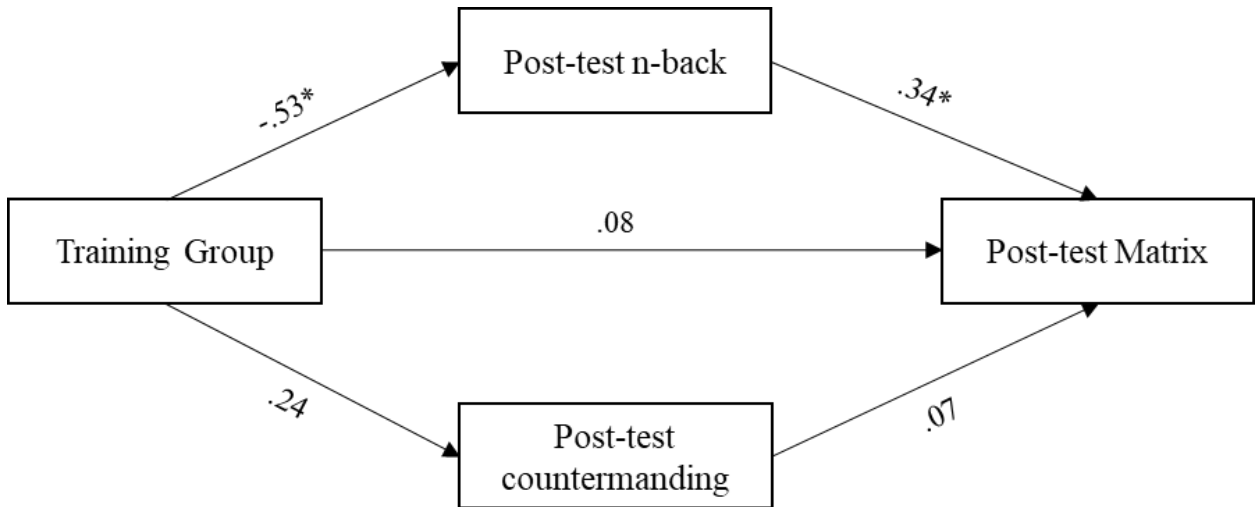 Post-test n-back
-.53*
.34*
Training Group
.08
Post-test Matrix
.24
Post-test
countermanding
.07